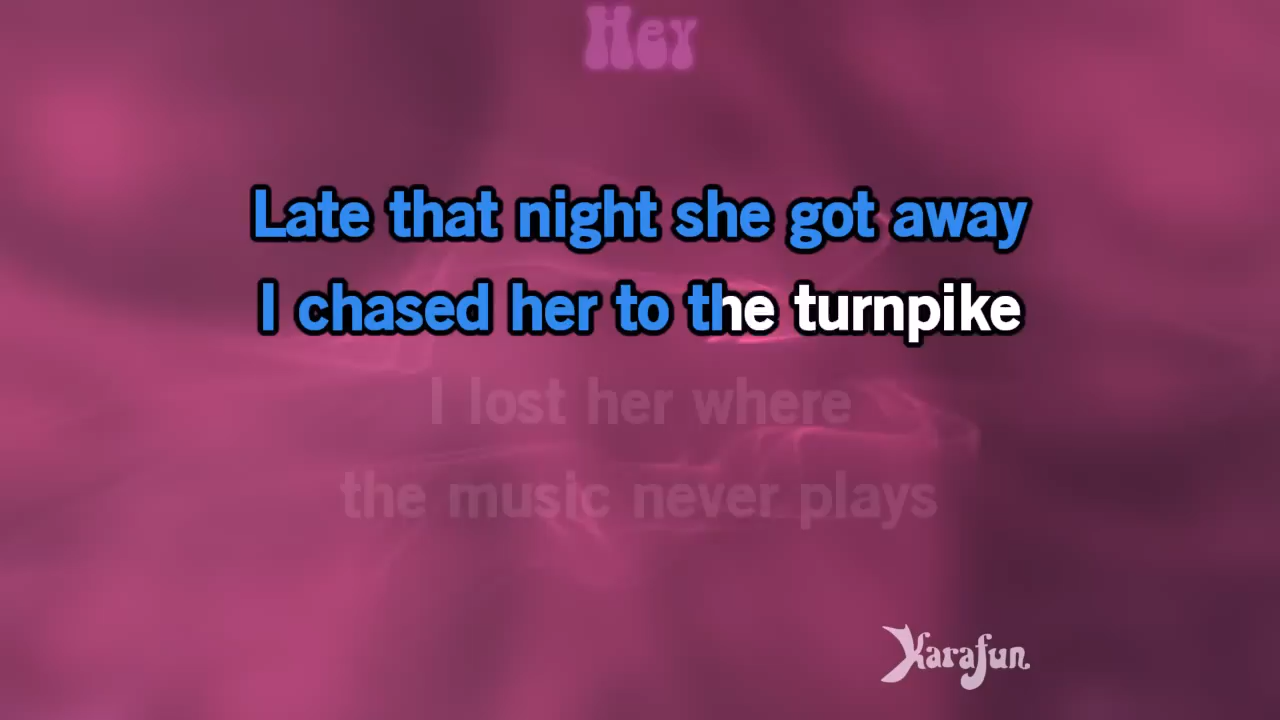 Hey
Late that night she got away
I chased her to the turnpike
I lost her where
the music never plays
Karafun